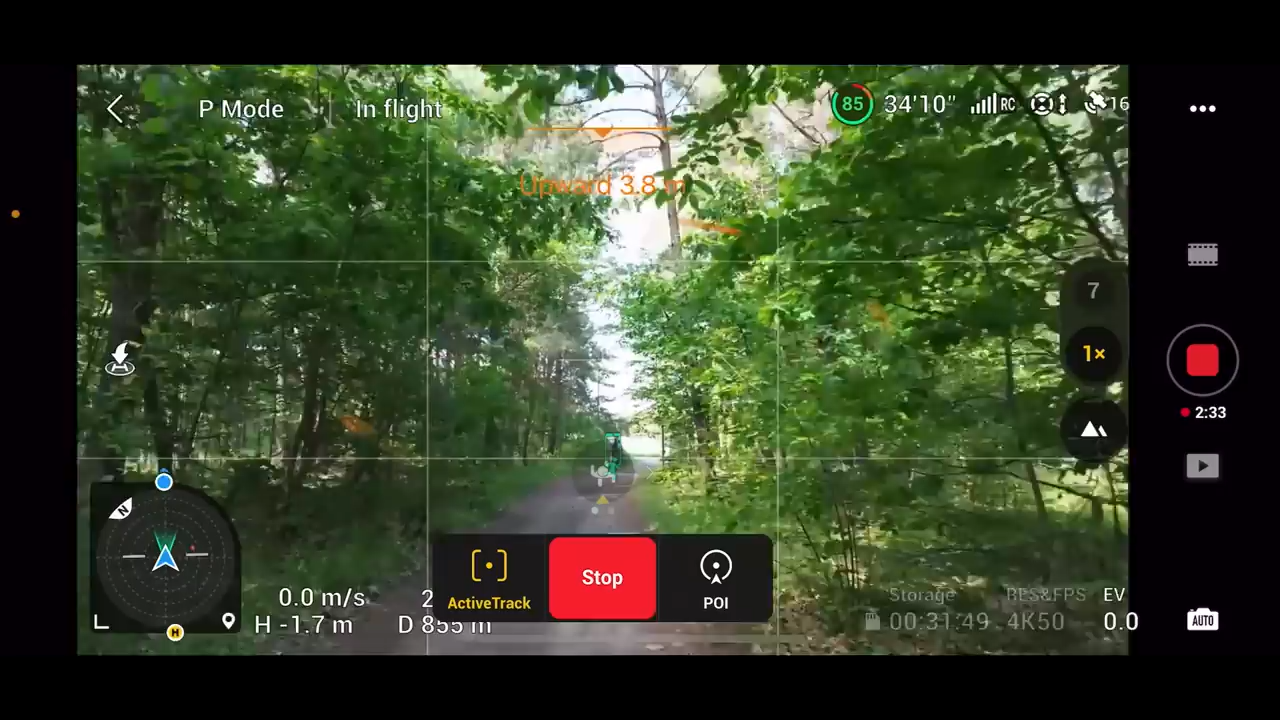 P Mode
In flight
85
34'10"
RC
16
Upward 3.8 m
7
1×
2:33
N
0.0 m/s
2
H -1.7 m
D 855 m
H
ActiveTrack
Stop
POI
Storage
RES&FPS
EV
00:31:49
4K50
0.0
AUTO